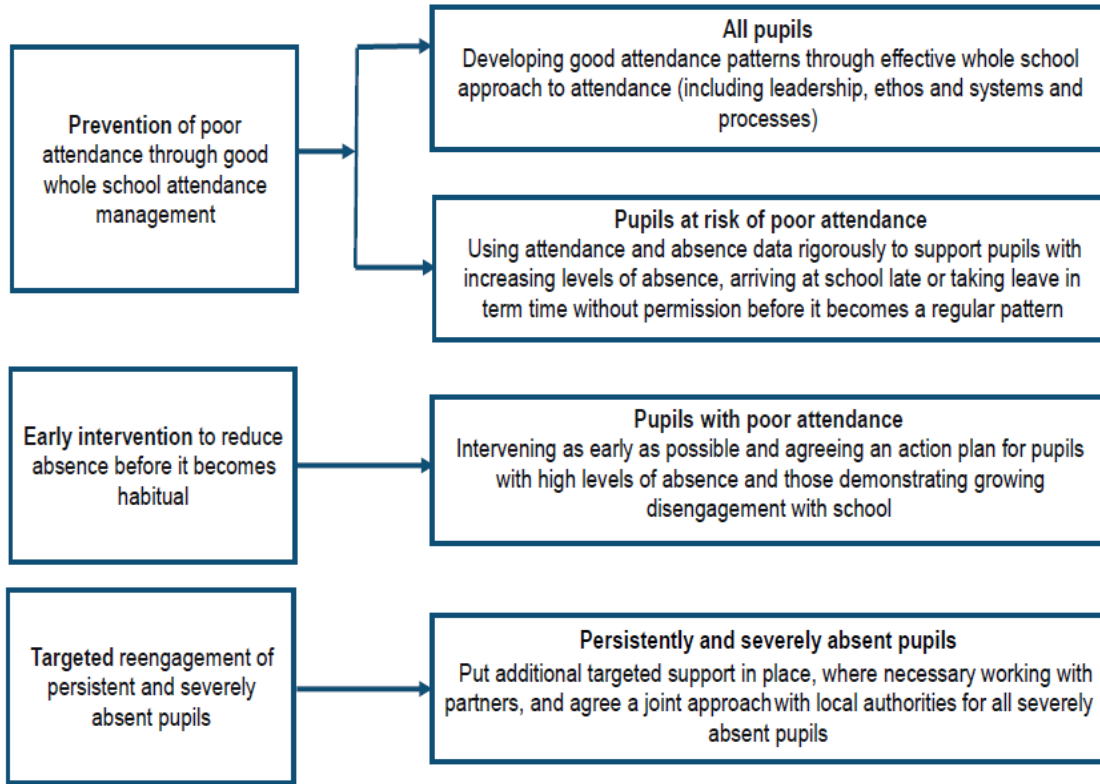 Prevention of poor
attendance through good
whole school attendance
management
All pupils
Developing good attendance patterns through effective whole school
approach to attendance (including leadership, ethos and systems and
processes)
Pupils at risk of poor attendance
Using attendance and absence data rigorously to support pupils with
increasing levels of absence, arriving at school late or taking leave in
term time without permission before it becomes a regular pattern
Early intervention to reduce
absence before it becomes
habitual
Pupils with poor attendance
Intervening as early as possible and agreeing an action plan for pupils
with high levels of absence and those demonstrating growing
disengagement with school
Targeted reengagement of
persistent and severely
absent pupils
Persistently and severely absent pupils
Put additional targeted support in place, where necessary working with
partners, and agree a joint approach with local authorities for all severely
absent pupils